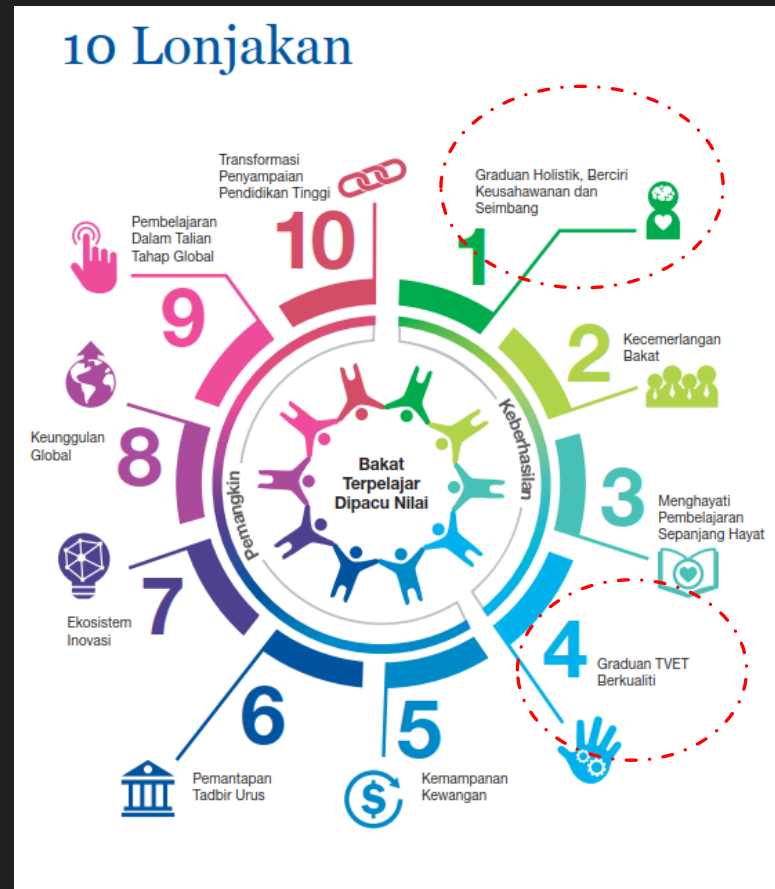 10 Lonjakan
Transformasi
Penyampaian
Pendidikan Tinggi
10
Graduan Holistik, Berciri
Keusahawanan dan
Seimbang
1
Pembelajaran
Dalam Talian
Tahap Global
9
2
Kecemerlangan
Bakat
Keunggulan
Global
8
Pemangkin
Keberhasilan
Bakat
Terpelajar
Dipacu Nilai
3
Menghayati
Pembelajaran
Sepanjang Hayat
7
Ekosistem
Inovasi
4
Graduan TVET
Berkualiti
6
Pemantapan
Tadbir Urus
5
$
Kemampanan
Kewangan